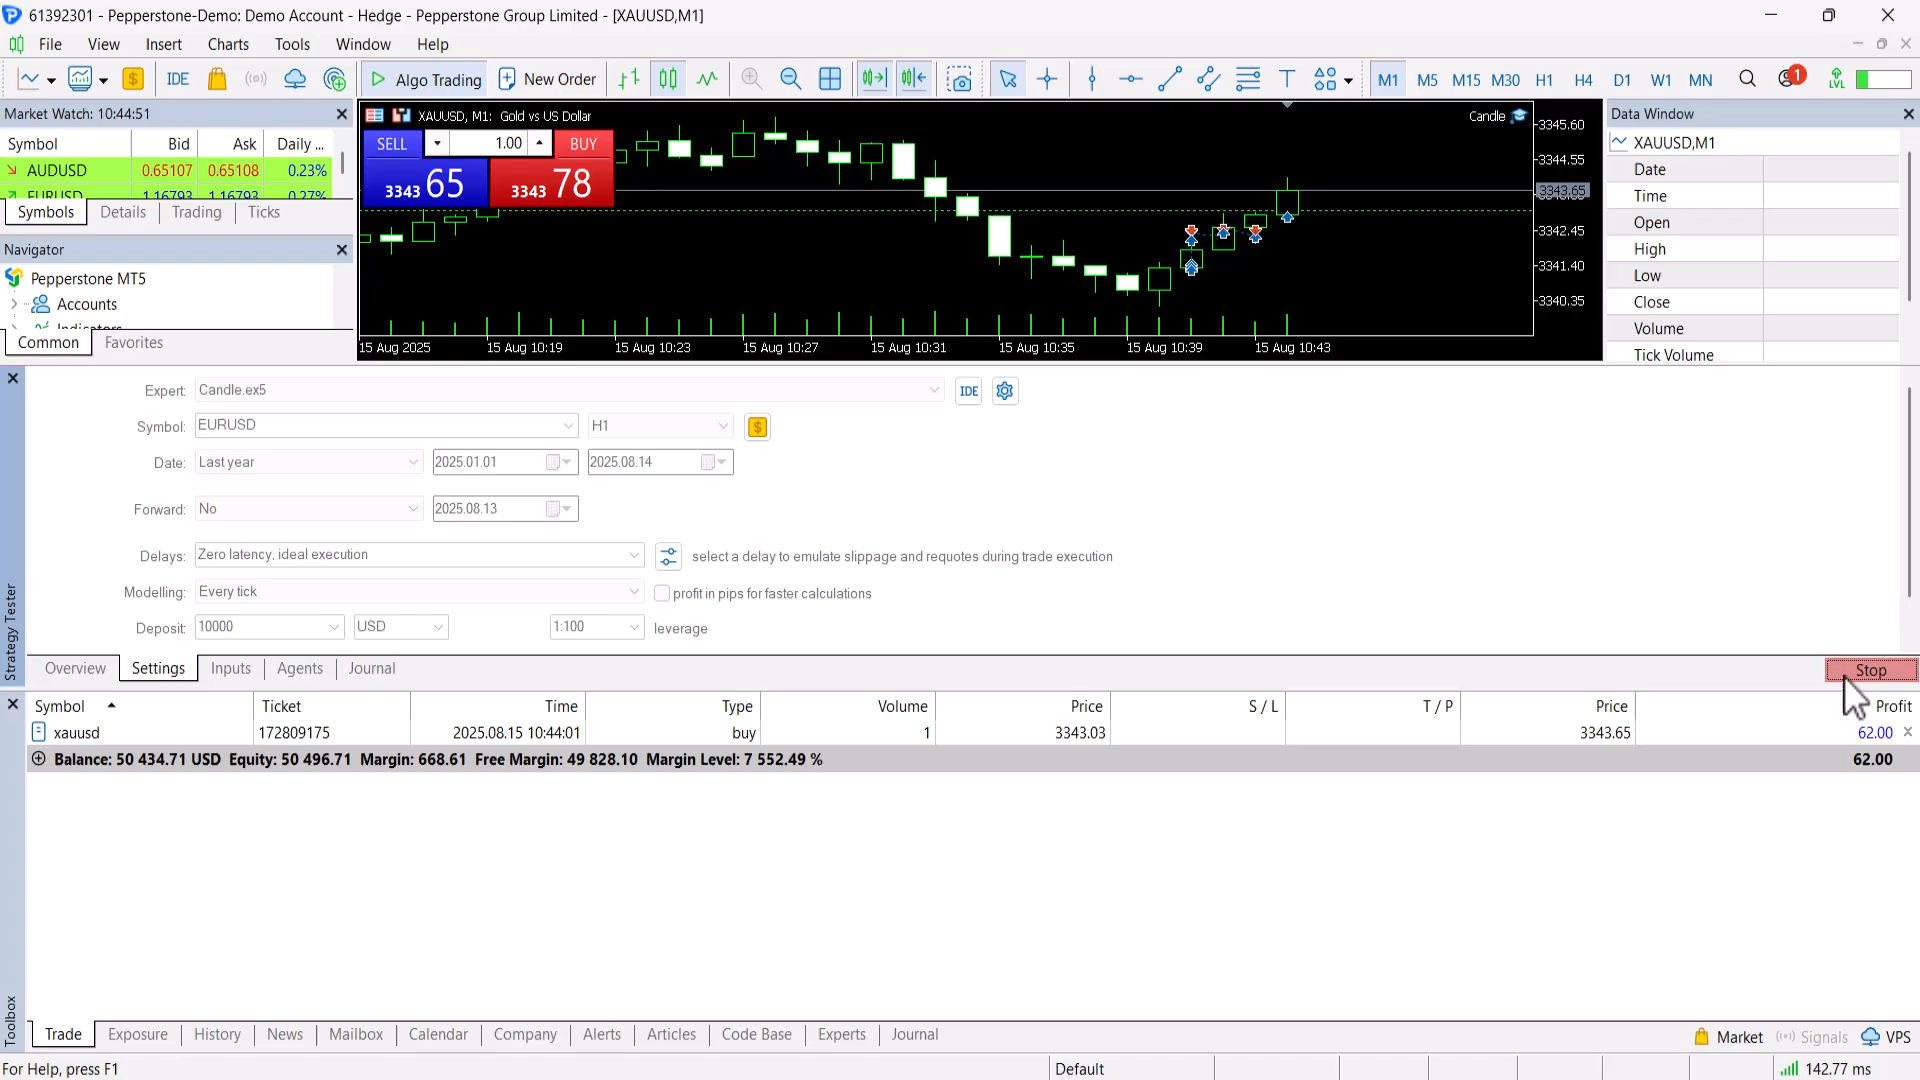 61392301 - Pepperstone-Demo: Demo Account - Hedge - Pepperstone Group Limited - [XAUUSD,M1]
File View Insert Charts Tools Window Help
IDE Algo Trading New Order M1 M5 M15 M30 H1 H4 D1 W1 MN 1 LVL
Market Watch: 10:44:51
Symbol Bid Ask Daily ...
AUDUSD 0.65107 0.65108 0.23%
EURUSD 1.16793 1.16793 0.27%
Symbols Details Trading Ticks
Navigator
Pepperstone MT5
Accounts
Indicators
Common Favorites
XAUUSD, M1: Gold vs US Dollar
Candle
SELL 1.00 BUY
3343 65 3343 78
3345.60
3344.55
3343.65
3342.45
3341.40
3340.35
15 Aug 2025 15 Aug 10:19 15 Aug 10:23 15 Aug 10:27 15 Aug 10:31 15 Aug 10:35 15 Aug 10:39 15 Aug 10:43
Data Window
XAUUSD,M1
Date
Time
Open
High
Low
Close
Volume
Tick Volume
Expert: Candle.ex5 IDE
Symbol: EURUSD H1
Date: Last year 2025.01.01 2025.08.14
Forward: No 2025.08.13
Delays: Zero latency, ideal execution select a delay to emulate slippage and requotes during trade execution
Modelling: Every tick profit in pips for faster calculations
Deposit: 10000 USD 1:100 leverage
Strategy Tester
Overview Settings Inputs Agents Journal Stop
Symbol Ticket Time Type Volume Price S / L T / P Price Profit
xauusd 172809175 2025.08.15 10:44:01 buy 1 3343.03 3343.65 62.00
Balance: 50 434.71 USD Equity: 50 496.71 Margin: 668.61 Free Margin: 49 828.10 Margin Level: 7 552.49 % 62.00
Toolbox
Trade Exposure History News Mailbox Calendar Company Alerts Articles Code Base Experts Journal Market Signals VPS
For Help, press F1 Default 142.77 ms